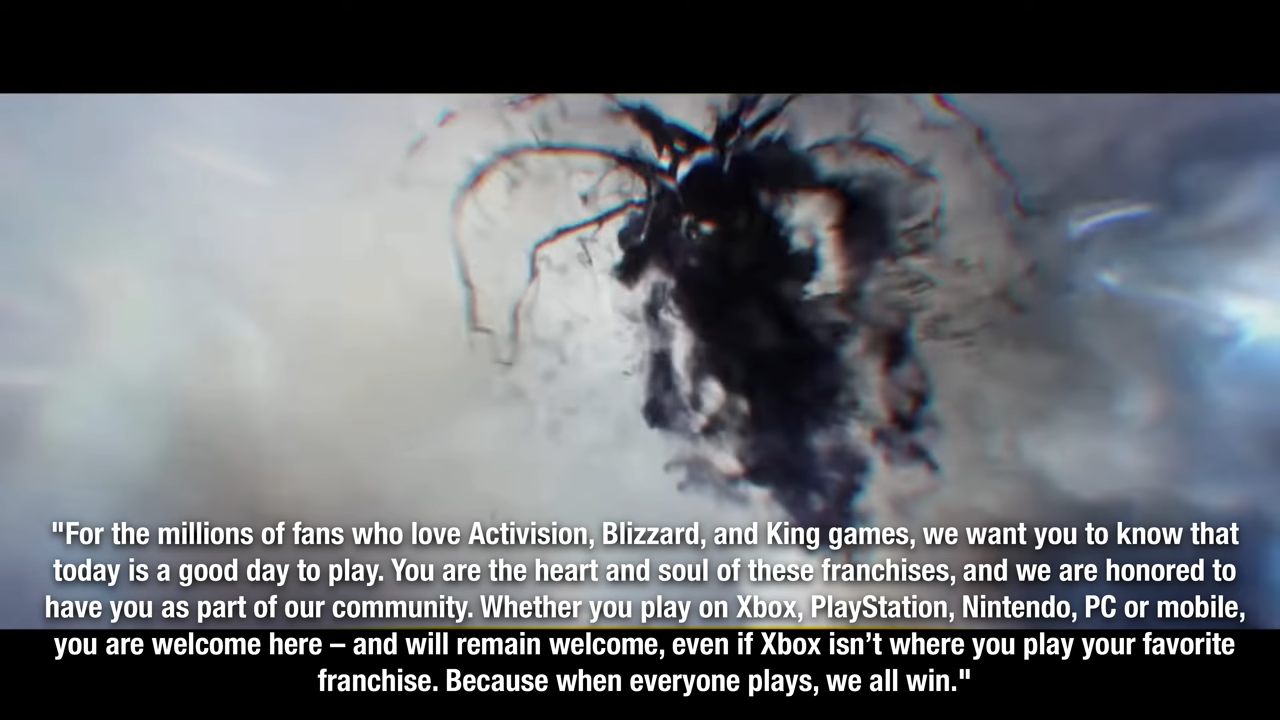 "For the millions of fans who love Activision, Blizzard, and King games, we want you to know that
today is a good day to play. You are the heart and soul of these franchises, and we are honored to
have you as part of our community. Whether you play on Xbox, PlayStation, Nintendo, PC or mobile,
you are welcome here – and will remain welcome, even if Xbox isn’t where you play your favorite
franchise. Because when everyone plays, we all win."